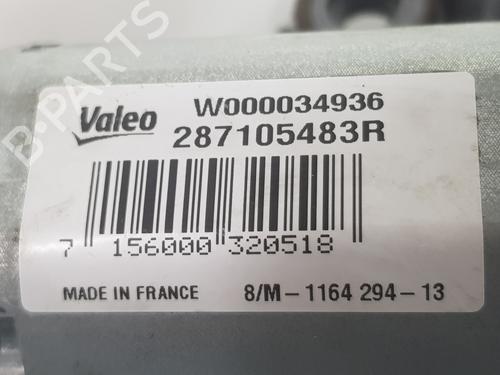 Valeo
W000034936
287105483R
7 156000 320518
MADE IN FRANCE 8/M-1164 294-13
B-PARTS